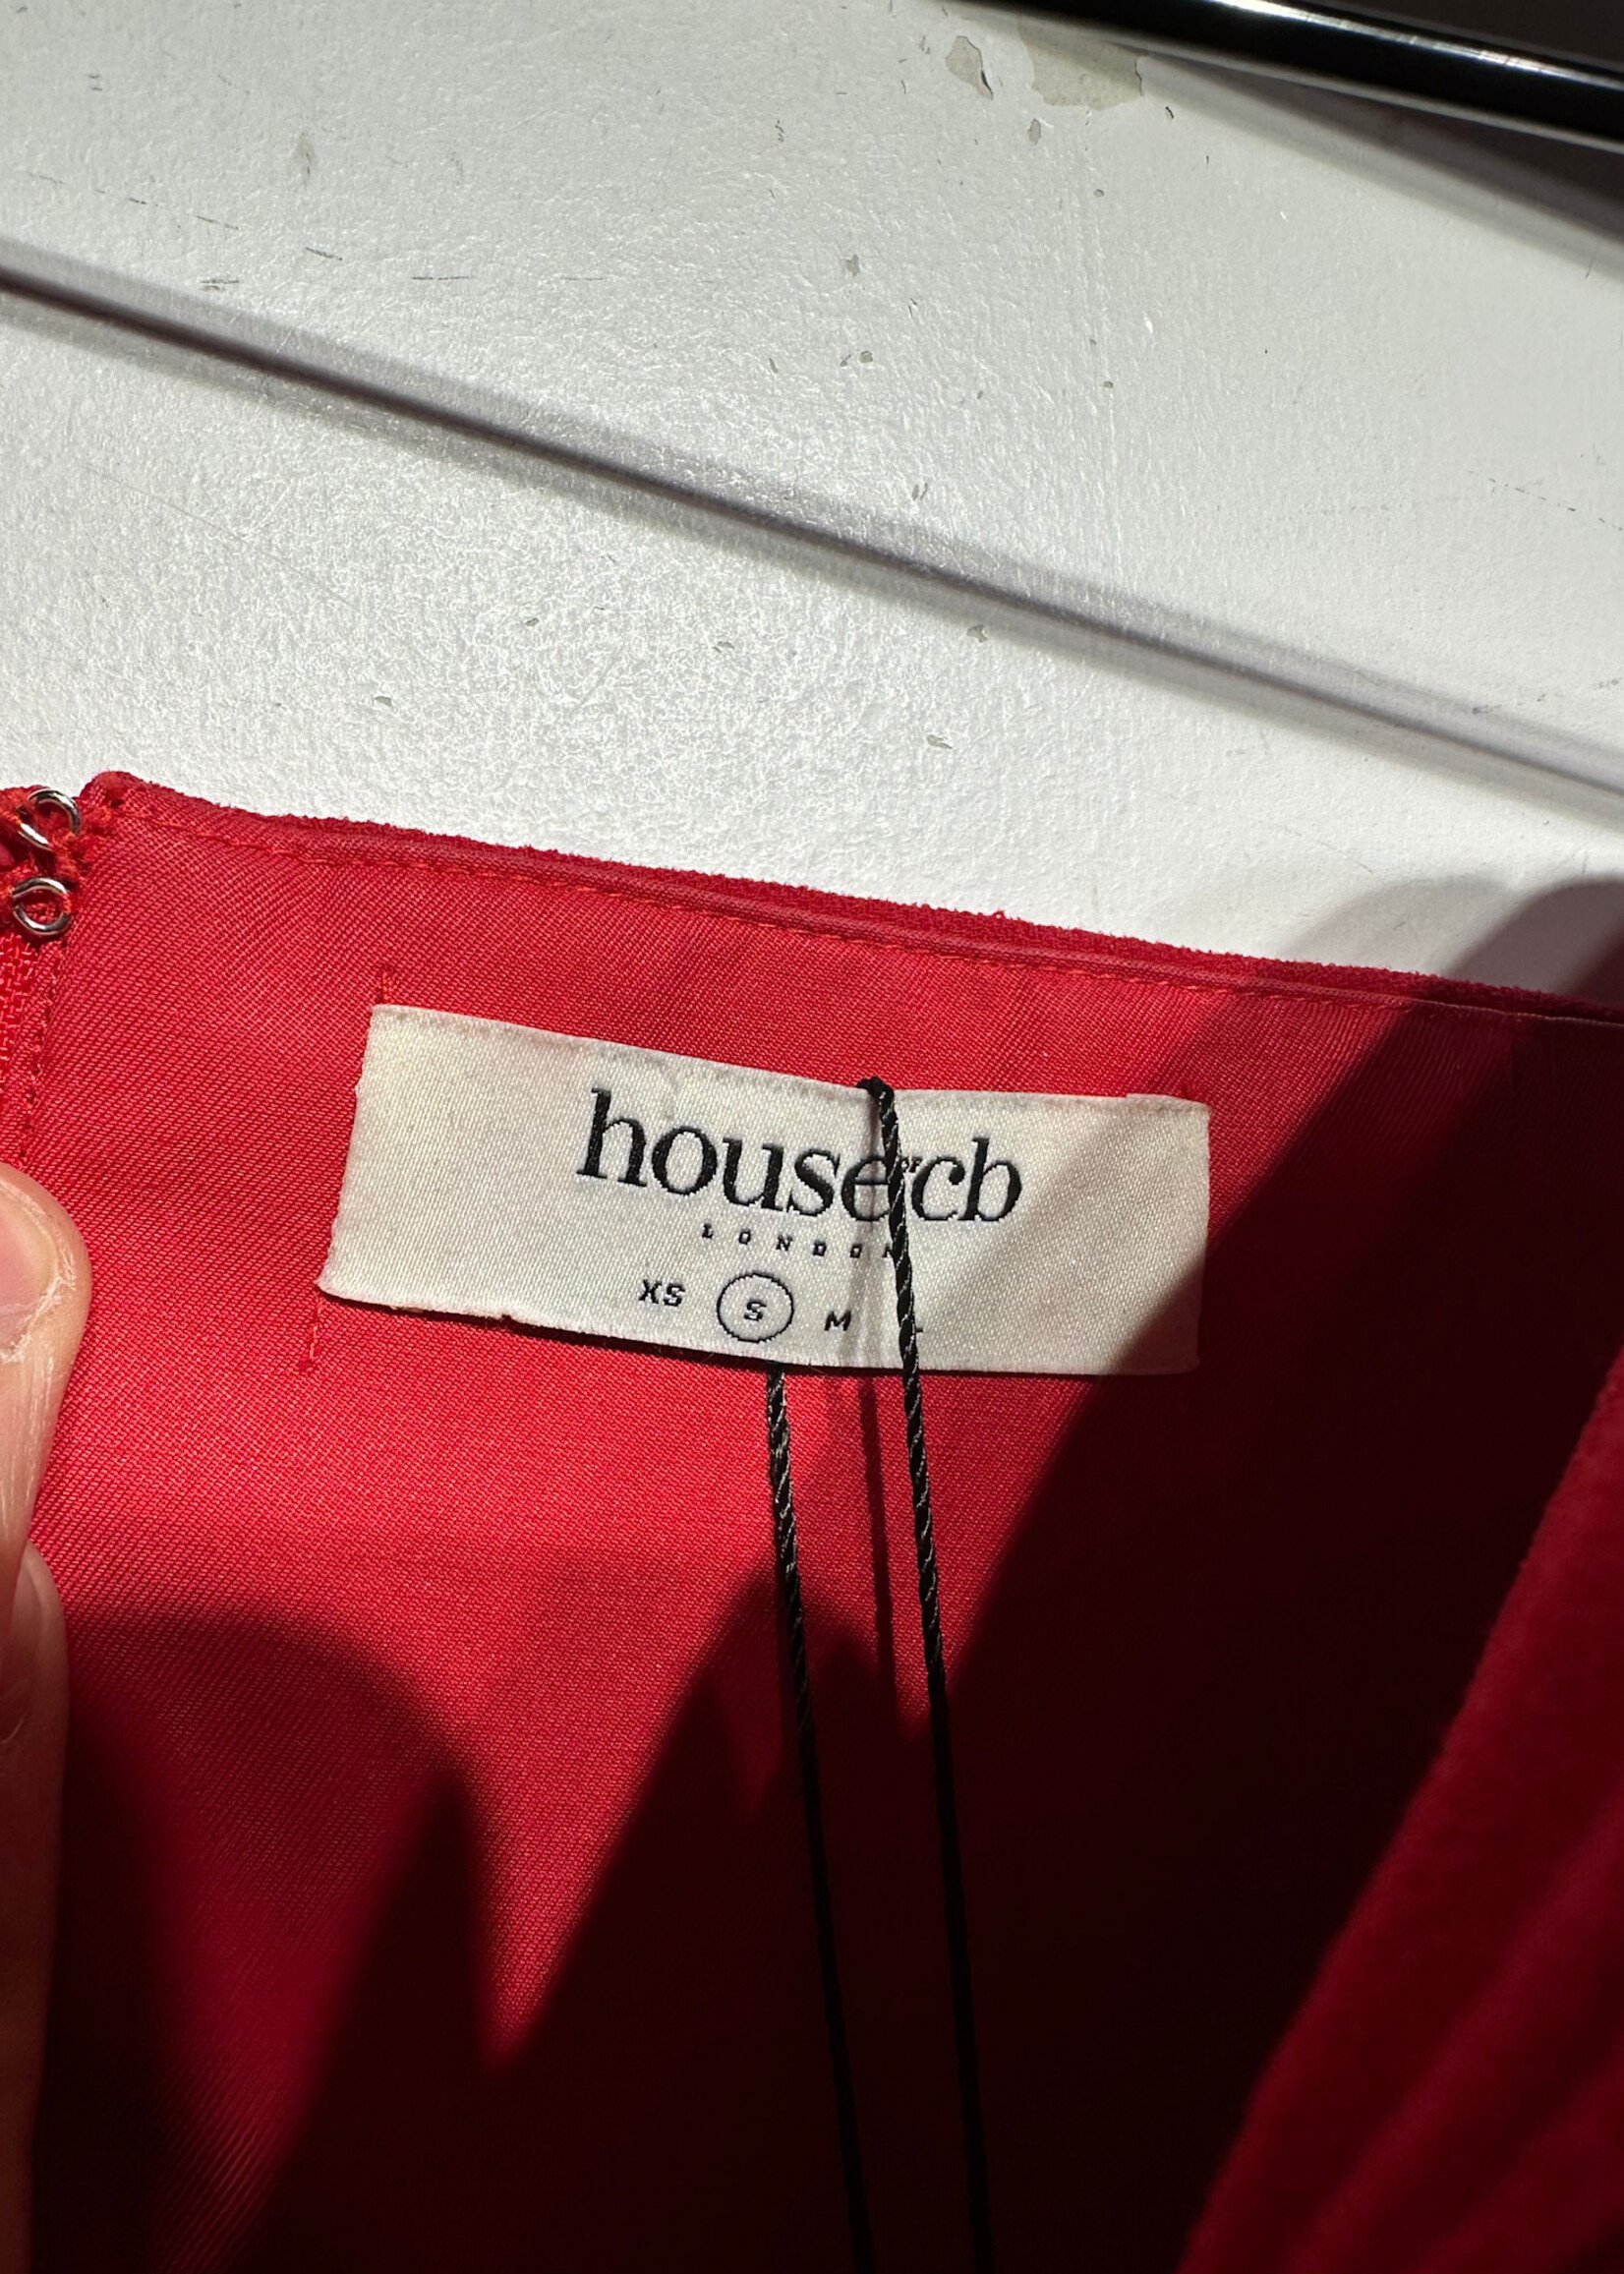 house OF cb
LONDON
XS S M L